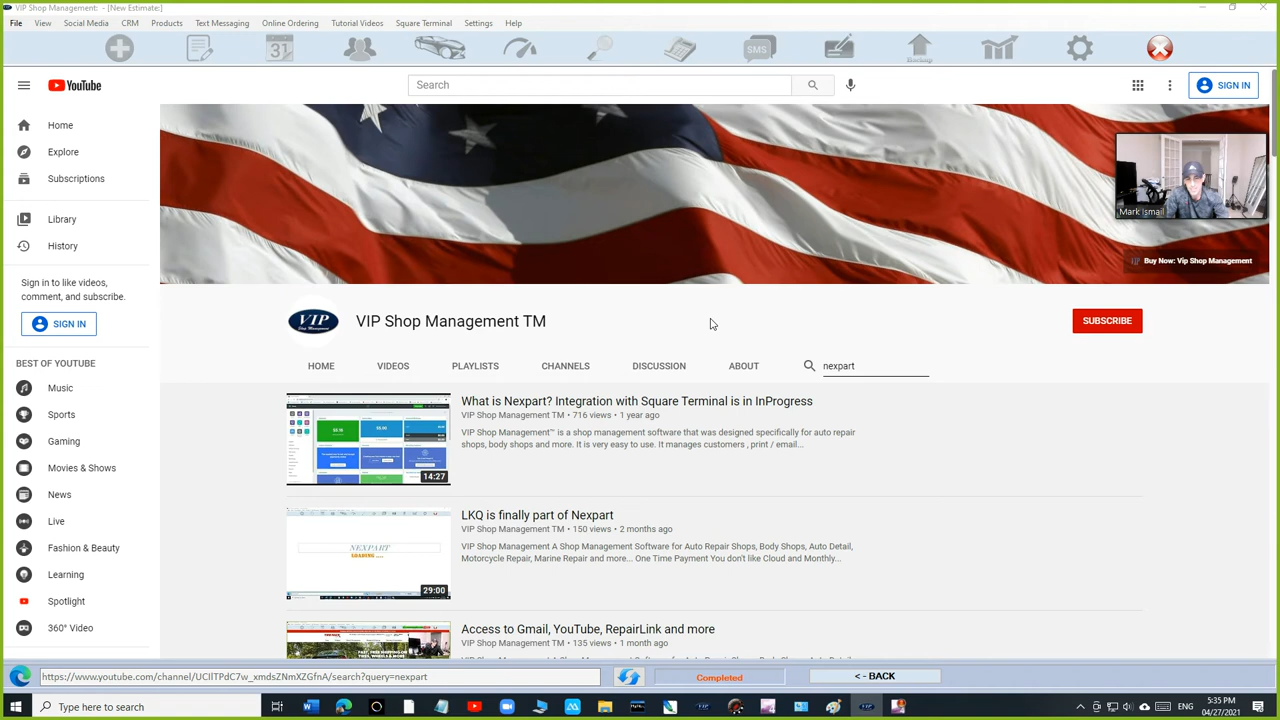 VIP Shop Management: - [New Estimate:]
File View Social Media CRM Products Text Messaging Online Ordering Tutorial Videos Square Terminal Settings Help
31 SMS Backup
YouTube Search SIGN IN
Home
Explore
Subscriptions
Library
History
Sign in to like videos,
comment, and subscribe.
SIGN IN
BEST OF YOUTUBE
Music
Sports
Gaming
Movies & Shows
News
Live
Fashion & Beauty
Learning
Spotlight
360° Video
Mark Ismail
Buy Now: Vip Shop Management
VIP
Shop Management
VIP Shop Management TM
SUBSCRIBE
HOME VIDEOS PLAYLISTS CHANNELS DISCUSSION ABOUT nexpart
What is Nexpart? Integration with Square Terminal is in InProcess
VIP Shop Management TM • 716 views • 1 year ago
VIP Shop Management™ is a shop management software that was designed specifically for auto repair
shops, body shops and more. It is very easy to use. It manages customers , print / email...
14:27
LKQ is finally part of Nexpart
VIP Shop Management TM • 150 views • 2 months ago
VIP Shop Management A Shop Management Software for Auto Repair Shops, Body Shops, Auto Detail,
Motorcycle Repair, Marine Repair and more... One Time Payment You don't like Cloud and Monthly...
NEXPART
LOADING ....
29:00
Access to Gmail, YouTube, RepairLink and more
VIP Shop Management TM • 135 views • 1 month ago
https://www.youtube.com/channel/UCIlTPdC7w_xmdsZNmXZGfnA/search?query=nexpart
Completed
<- BACK
Type here to search
ENG
5:35 PM
04/27/2021